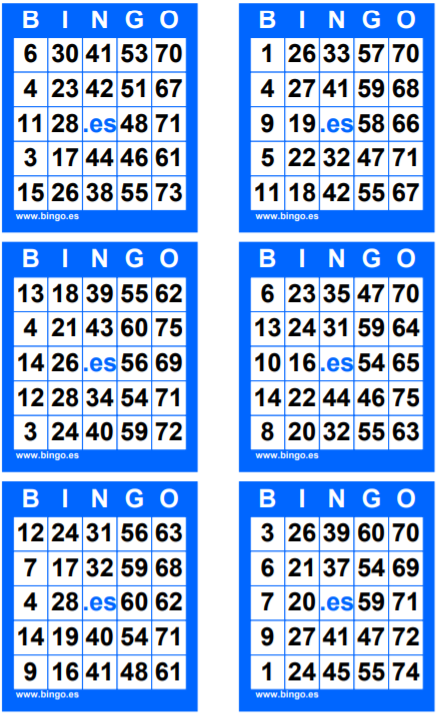 B I N G O
6 30 41 53 70
4 23 42 51 67
11 28 .es 48 71
3 17 44 46 61
15 26 38 55 73
www.bingo.es
B I N G O
1 26 33 57 70
4 27 41 59 68
9 19 .es 58 66
5 22 32 47 71
11 18 42 55 67
www.bingo.es
B I N G O
13 18 39 55 62
4 21 43 60 75
14 26 .es 56 69
12 28 34 54 71
3 24 40 59 72
www.bingo.es
B I N G O
6 23 35 47 70
13 24 31 59 64
10 16 .es 54 65
14 22 44 46 75
8 20 32 55 63
www.bingo.es
B I N G O
12 24 31 56 63
7 17 32 59 68
4 28 .es 60 62
14 19 40 54 71
9 16 41 48 61
www.bingo.es
B I N G O
3 26 39 60 70
6 21 37 54 69
7 20 .es 59 71
9 27 41 47 72
1 24 45 55 74
www.bingo.es